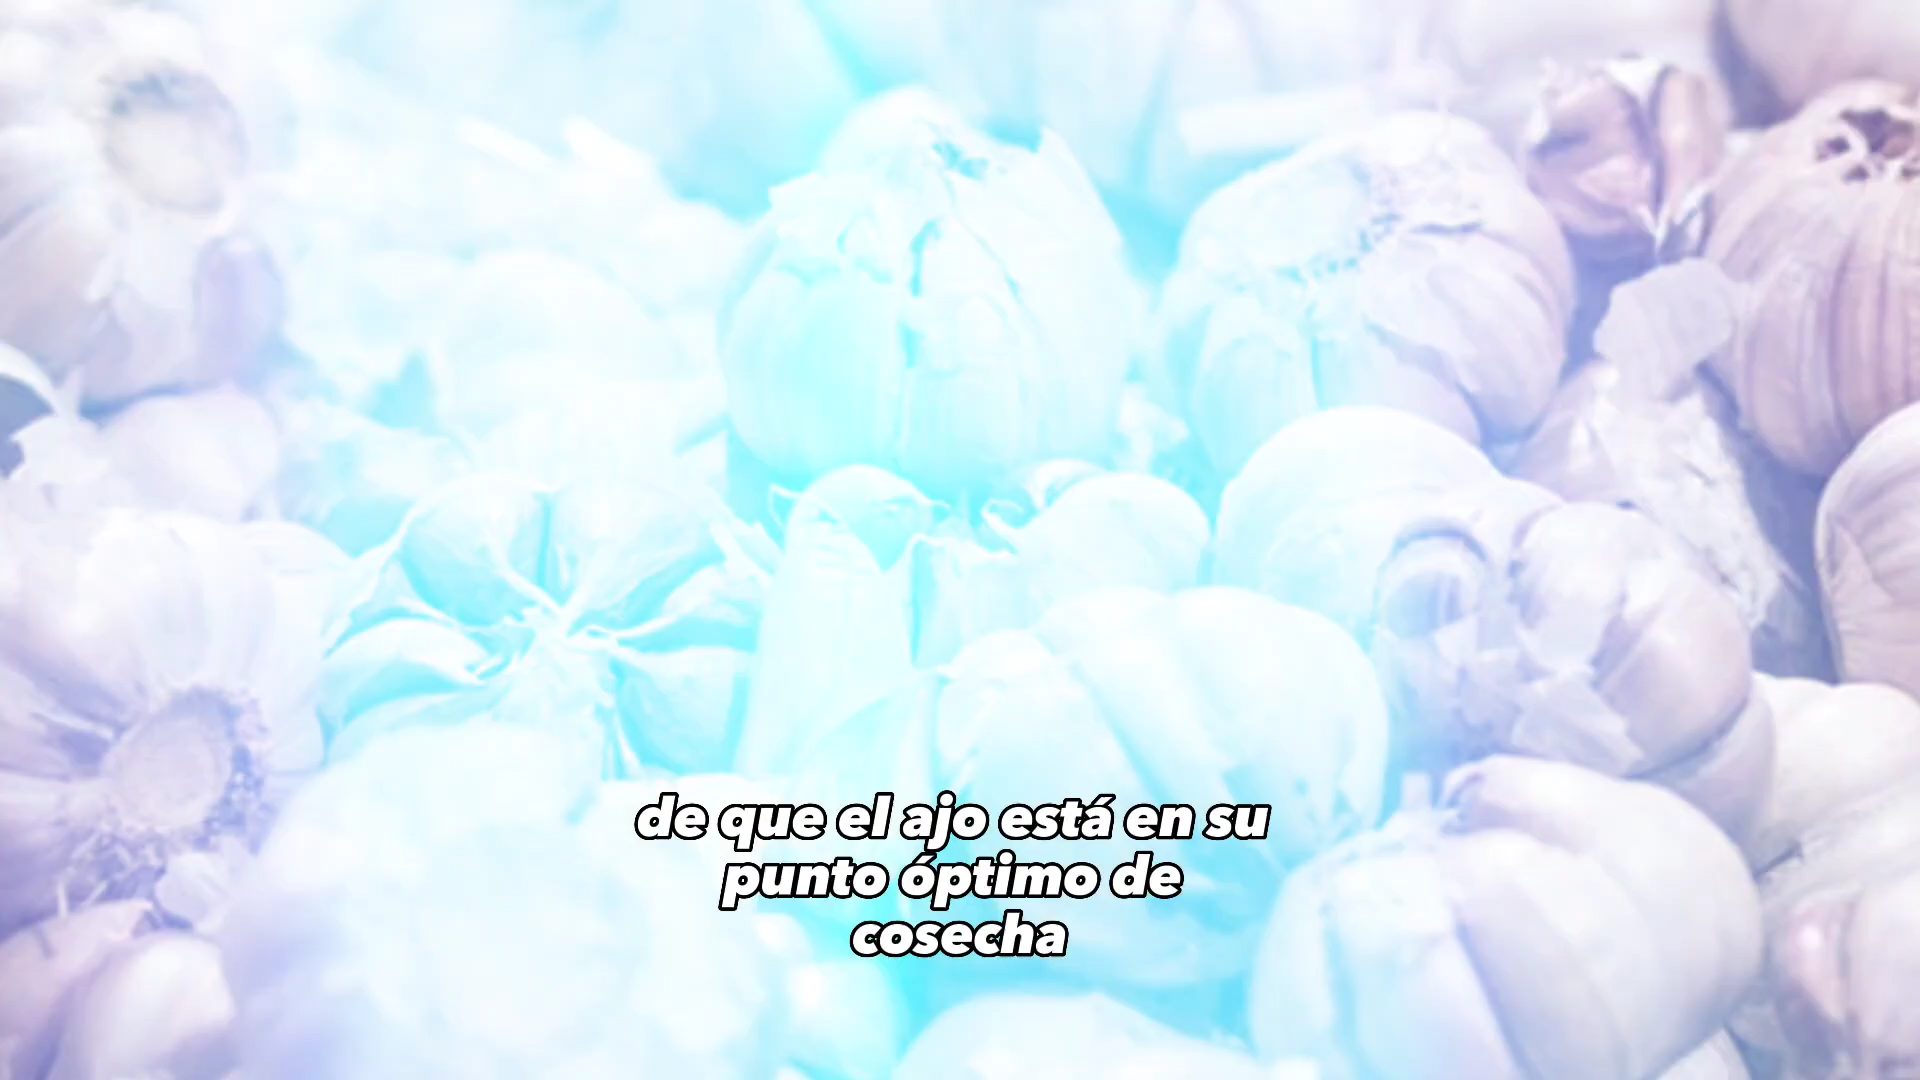 de que el ajo está en su
punto óptimo de
cosecha